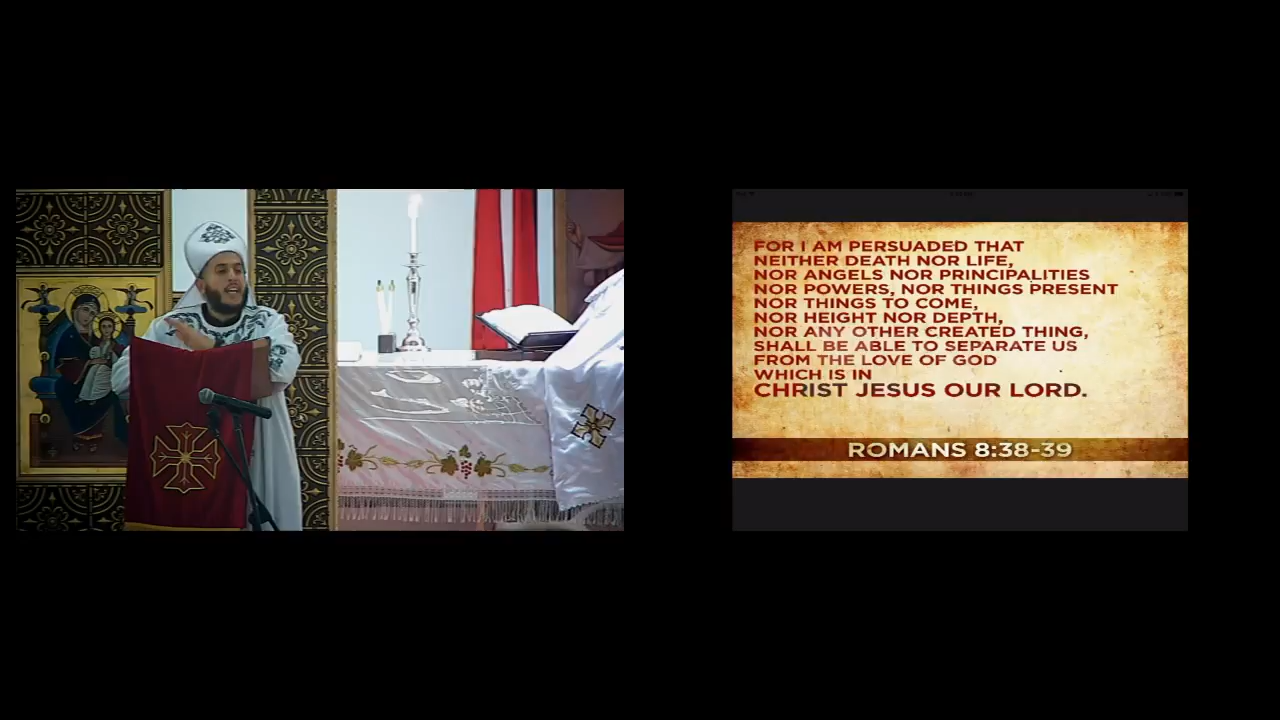 FOR I AM PERSUADED THAT
NEITHER DEATH NOR LIFE,
NOR ANGELS NOR PRINCIPALITIES
NOR POWERS, NOR THINGS PRESENT
NOR THINGS TO COME,
NOR HEIGHT NOR DEPTH,
NOR ANY OTHER CREATED THING,
SHALL BE ABLE TO SEPARATE US
FROM THE LOVE OF GOD
WHICH IS IN
CHRIST JESUS OUR LORD.
ROMANS 8:38-39